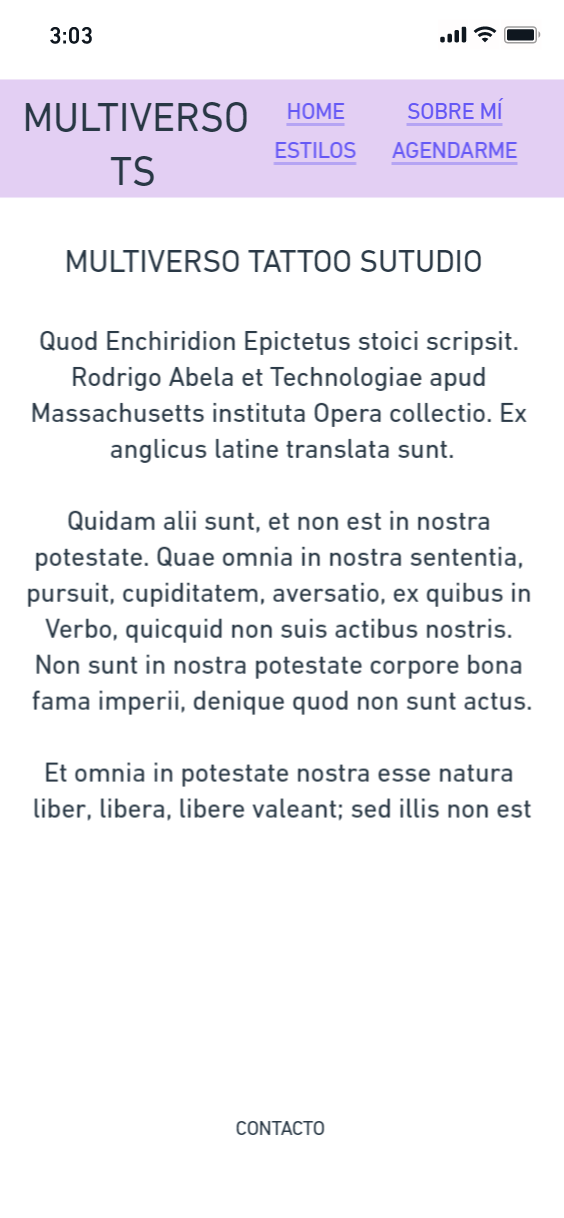 3:03
MULTIVERSO
TS
HOME
SOBRE MÍ
ESTILOS
AGENDARME
MULTIVERSO TATTOO SUTUDIO
Quod Enchiridion Epictetus stoici scripsit.
Rodrigo Abela et Technologiae apud
Massachusetts instituta Opera collectio. Ex
anglicus latine translata sunt.
Quidam alii sunt, et non est in nostra
potestate. Quae omnia in nostra sententia,
pursuit, cupiditatem, aversatio, ex quibus in
Verbo, quicquid non suis actibus nostris.
Non sunt in nostra potestate corpore bona
fama imperii, denique quod non sunt actus.
Et omnia in potestate nostra esse natura
liber, libera, libere valeant; sed illis non est
CONTACTO